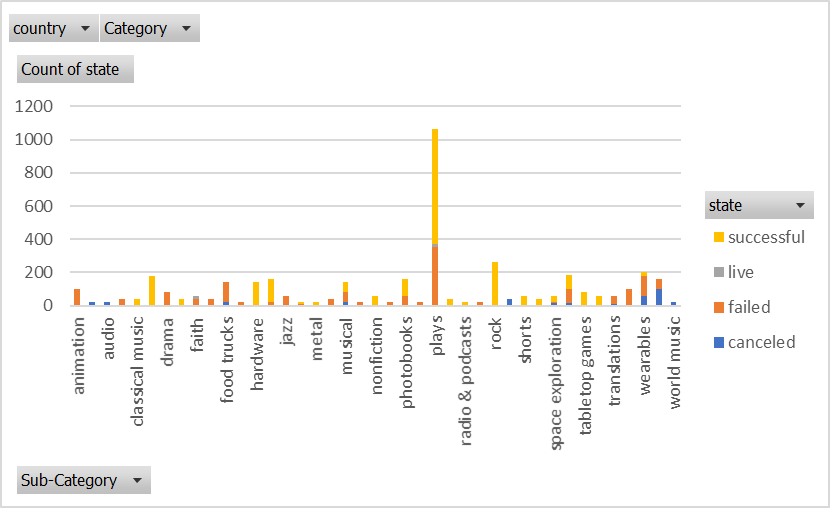 country Category
Count of state
1200
1000
800
600
400
200
0
animation
audio
classical music
drama
faith
food trucks
hardware
jazz
metal
musical
nonfiction
photobooks
plays
radio & podcasts
rock
shorts
space exploration
tabletop games
translations
wearables
world music
state
successful
live
failed
canceled
Sub-Category